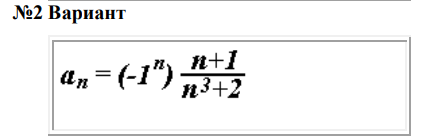 №2 Вариант
aₙ = (-1ⁿ) n+1 / n³+2